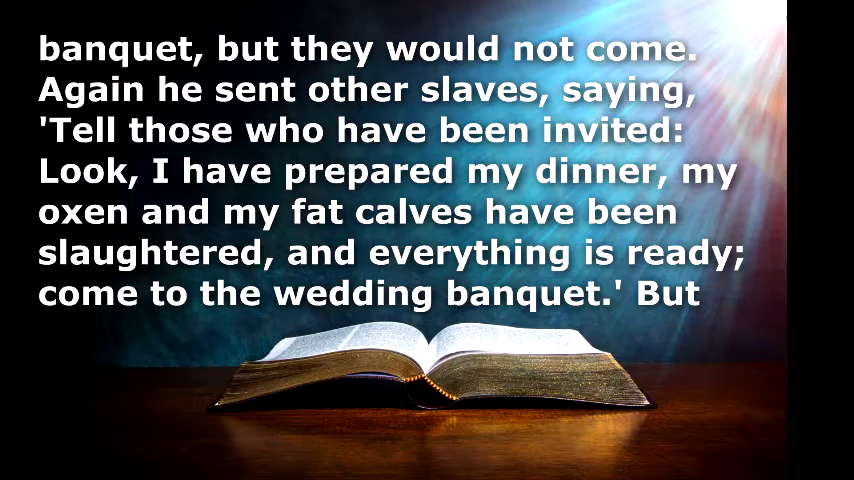 banquet, but they would not come.
Again he sent other slaves, saying,
'Tell those who have been invited:
Look, I have prepared my dinner, my
oxen and my fat calves have been
slaughtered, and everything is ready;
come to the wedding banquet.' But